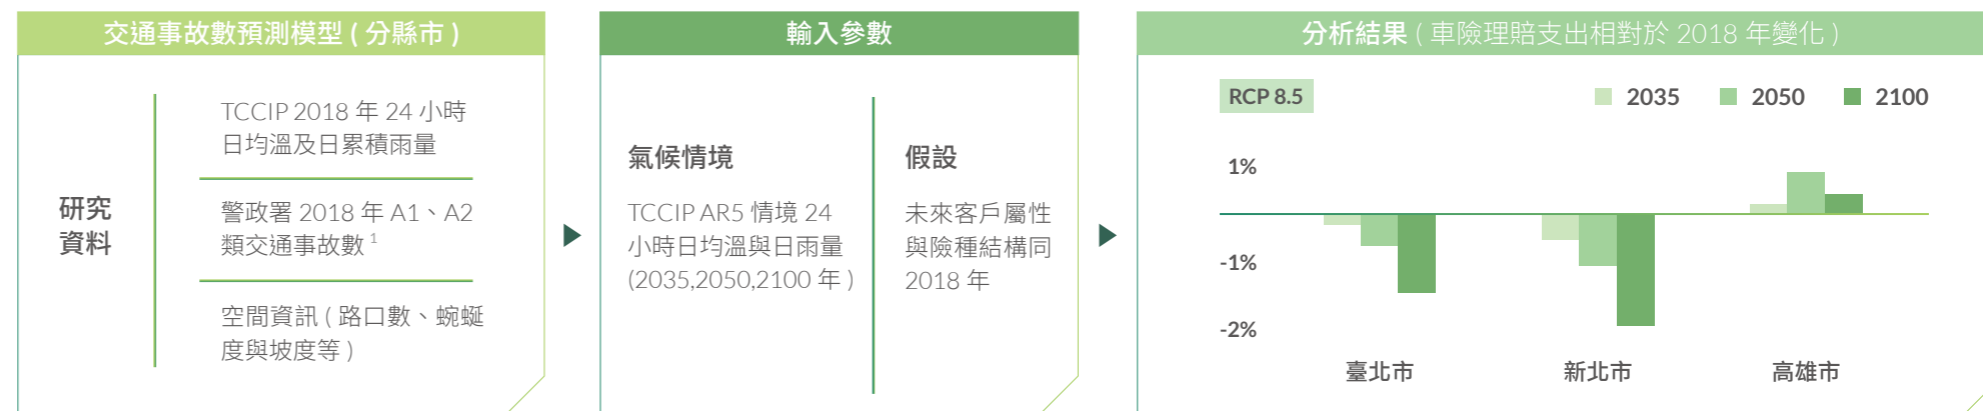 交通事故數預測模型 ( 分縣市 )
研究
資料
TCCIP 2018 年 24 小時
日均溫及日累積雨量
警政署 2018 年 A1、A2
類交通事故數 1
空間資訊 ( 路口數、蜿蜒
度與坡度等 )
輸入參數
氣候情境
TCCIP AR5 情境 24
小時日均溫與日雨量
(2035,2050,2100 年 )
假設
未來客戶屬性
與險種結構同
2018 年
分析結果 ( 車險理賠支出相對於 2018 年變化 )
RCP 8.5
2035 2050 2100
1%
-1%
-2%
臺北市 新北市 高雄市